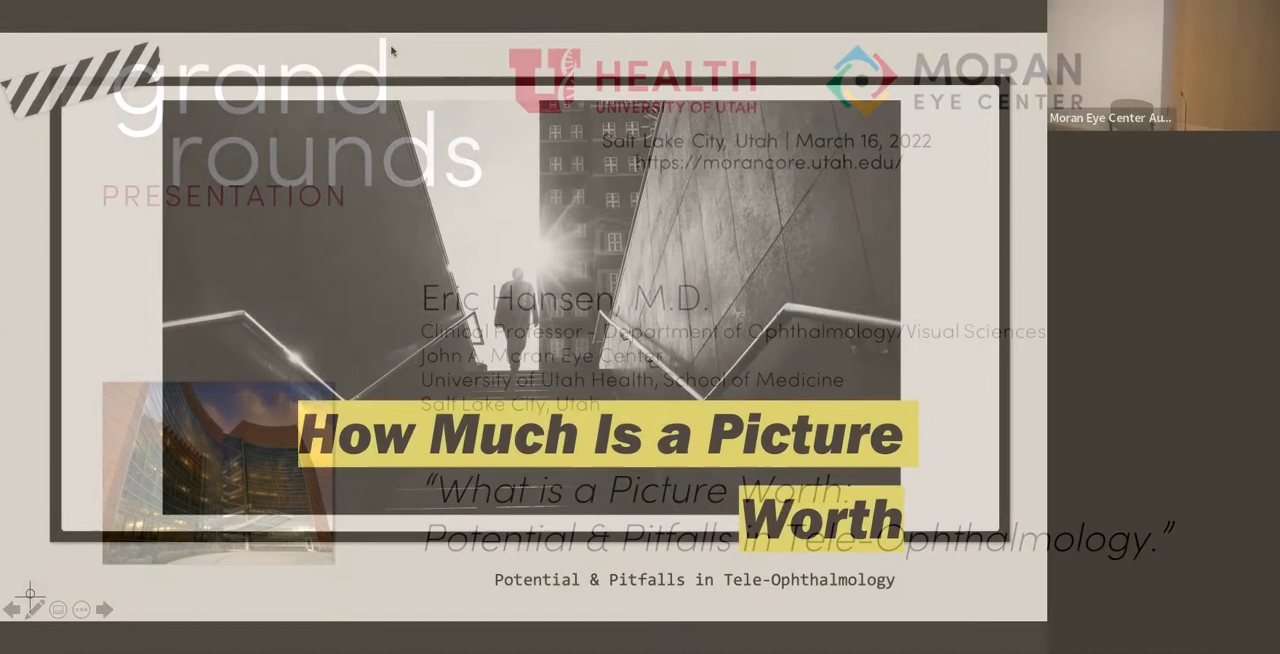 grand
rounds
PRESENTATION
U HEALTH
UNIVERSITY OF UTAH
MORAN
EYE CENTER
Salt Lake City, Utah | March 16, 2022
https://morancore.utah.edu/
Moran Eye Center Au...
Eric Hansen, M.D.
Clinical Professor - Department of Ophthalmology/Visual Sciences
John A. Moran Eye Center
University of Utah Health, School of Medicine
Salt Lake City, Utah
How Much Is a Picture
Worth
“What is a Picture Worth:
Potential & Pitfalls in Tele-Ophthalmology.”
Potential & Pitfalls in Tele-Ophthalmology